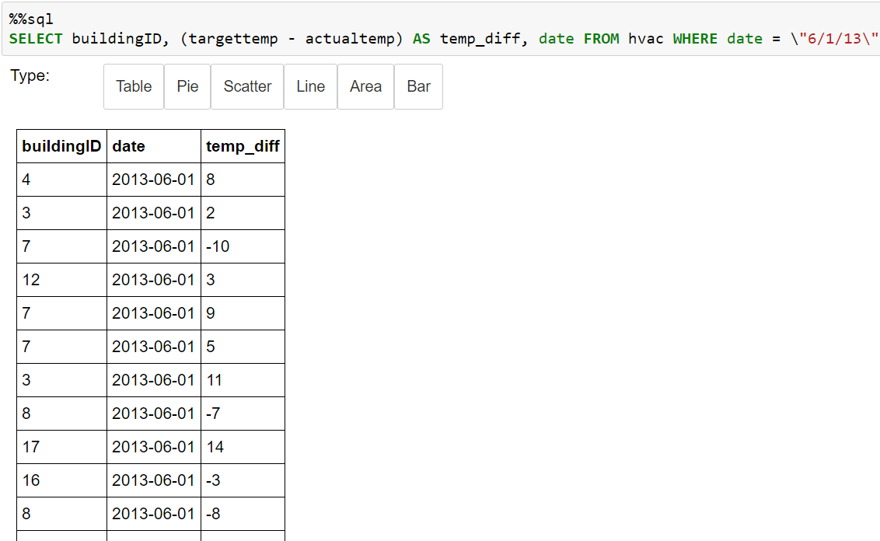 %%sql
SELECT buildingID, (targettemp - actualtemp) AS temp_diff, date FROM hvac WHERE date = \"6/1/13\"
Type: Table Pie Scatter Line Area Bar
buildingID date temp_diff
4 2013-06-01 8
3 2013-06-01 2
7 2013-06-01 -10
12 2013-06-01 3
7 2013-06-01 9
7 2013-06-01 5
3 2013-06-01 11
8 2013-06-01 -7
17 2013-06-01 14
16 2013-06-01 -3
8 2013-06-01 -8